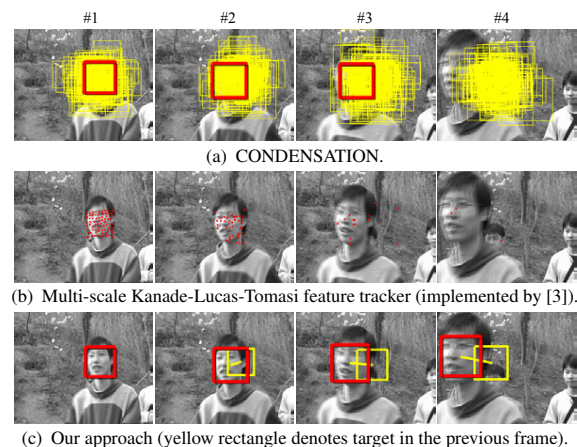 #1 #2 #3 #4
(a) CONDENSATION.
(b) Multi-scale Kanade-Lucas-Tomasi feature tracker (implemented by [3]).
(c) Our approach (yellow rectangle denotes target in the previous frame).